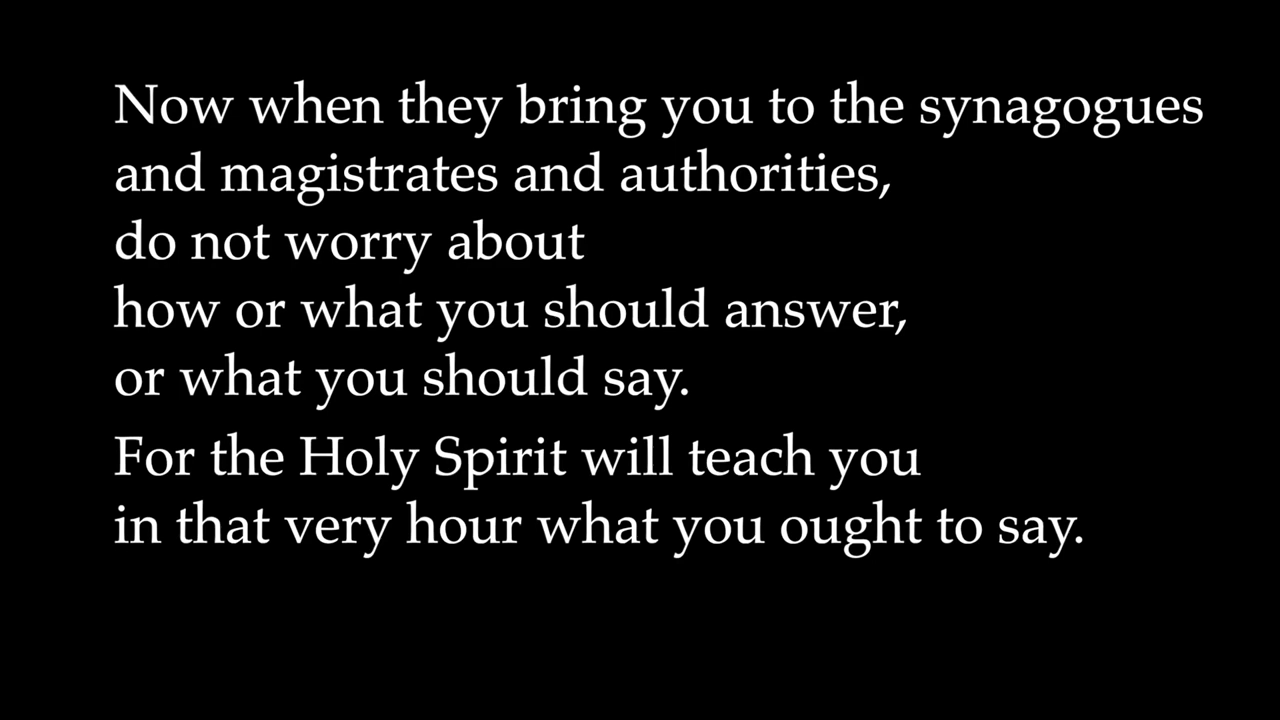 Now when they bring you to the synagogues
and magistrates and authorities,
do not worry about
how or what you should answer,
or what you should say.
For the Holy Spirit will teach you
in that very hour what you ought to say.